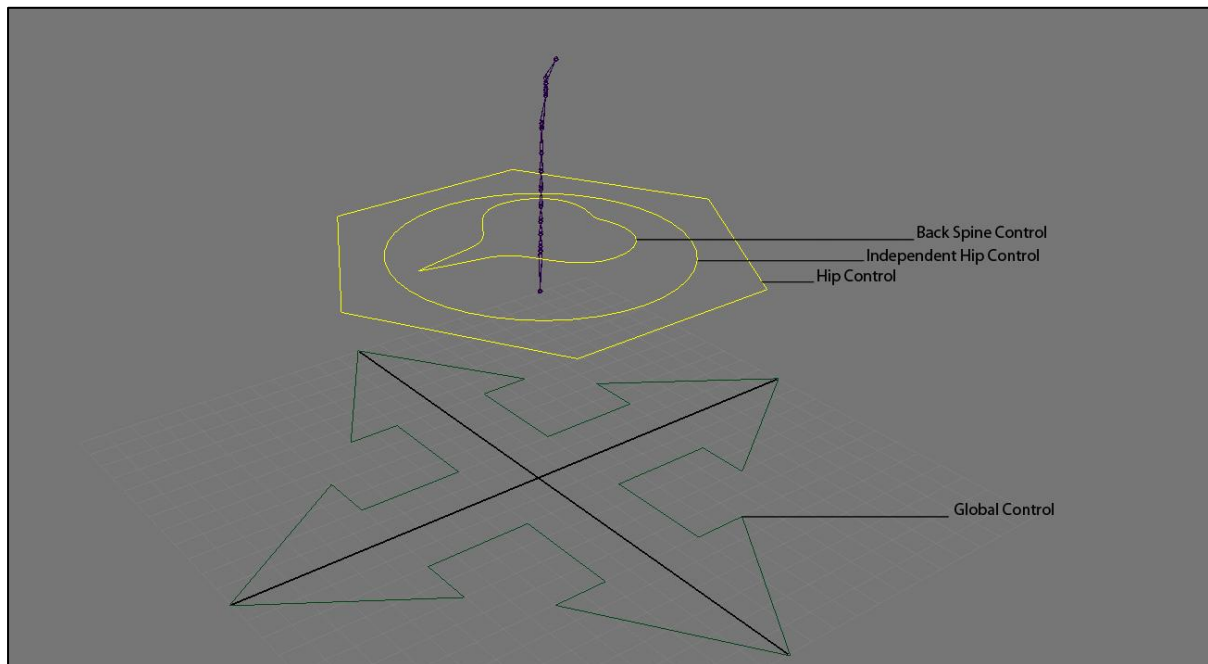 Back Spine Control
Independent Hip Control
Hip Control
Global Control